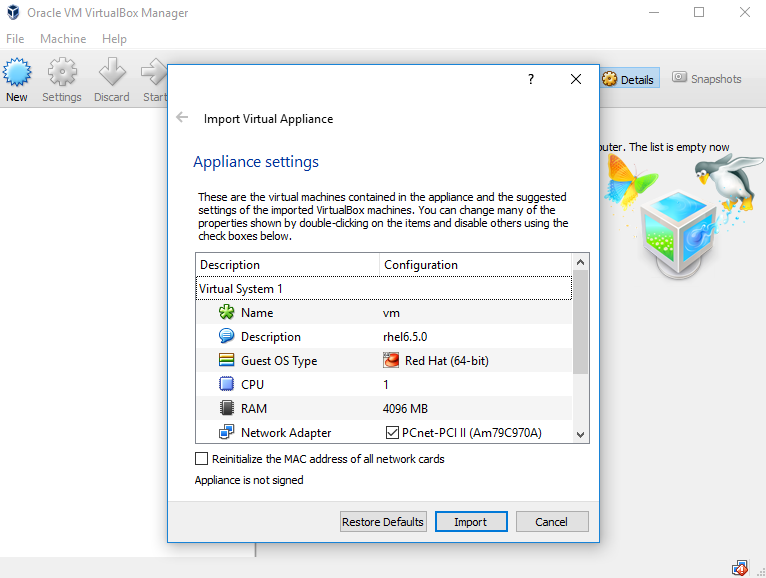 Oracle VM VirtualBox Manager
File Machine Help
New Settings Discard Start
Details Snapshots
? 
Import Virtual Appliance
Appliance settings
These are the virtual machines contained in the appliance and the suggested
settings of the imported VirtualBox machines. You can change many of the
properties shown by double-clicking on the items and disable others using the
check boxes below.
Description Configuration
Virtual System 1
Name vm
Description rhel6.5.0
Guest OS Type Red Hat (64-bit)
CPU 1
RAM 4096 MB
Network Adapter PCnet-PCI II (Am79C970A)
Reinitialize the MAC address of all network cards
Appliance is not signed
Restore Defaults Import Cancel
The list is empty now